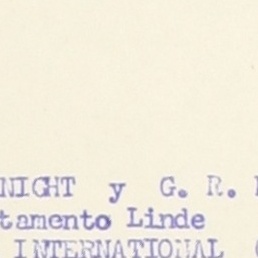 NIGHT y G. R.
tamento Linde
INTERNATIONAL